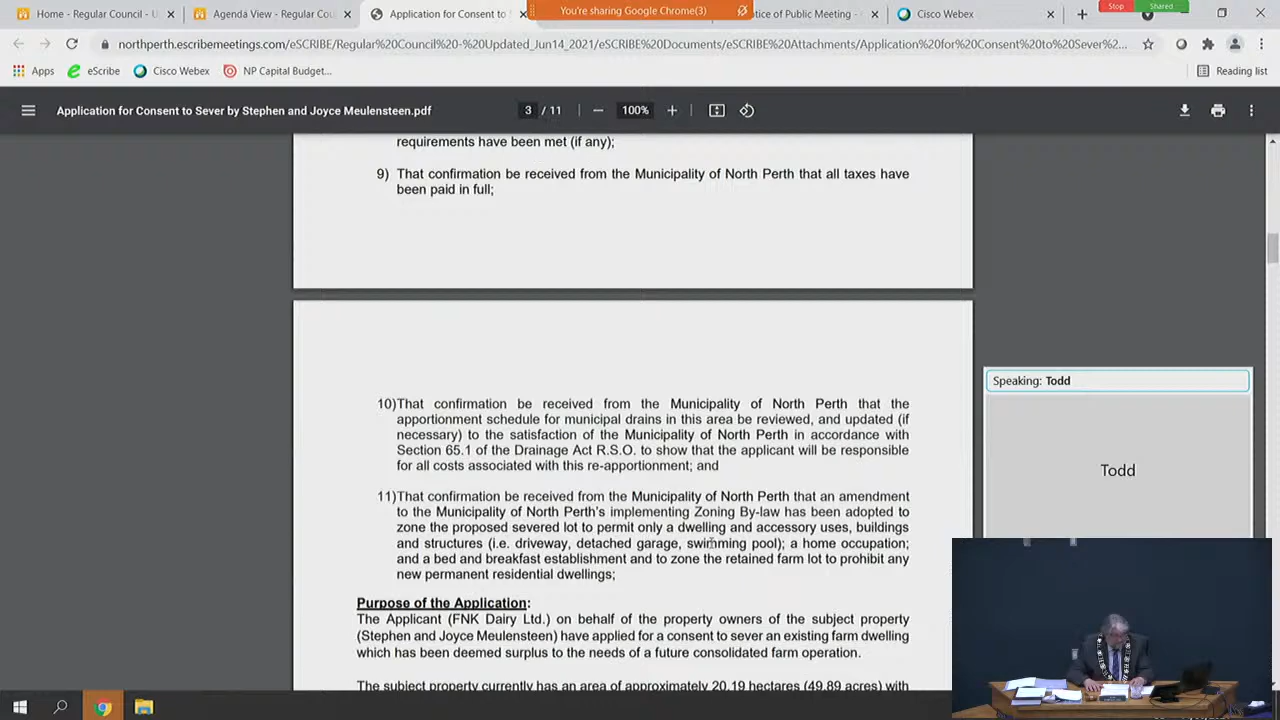 Home - Regular Council - U
Agenda View - Regular Cou
Application for Consent to S
You're sharing Google Chrome(3)
tice of Public Meeting -
Cisco Webex
Stop
Shared
northperth.escribemeetings.com/eSCRIBE/Regular%20Council%20-%20Updated_Jun14_2021/eSCRIBE%20Documents/eSCRIBE%20Attachments/Application%20for%20Consent%20to%20Sever%2...
Apps
eScribe
Cisco Webex
NP Capital Budget...
Reading list
Application for Consent to Sever by Stephen and Joyce Meulensteen.pdf
3 / 11
100%
requirements have been met (if any);
9) That confirmation be received from the Municipality of North Perth that all taxes have
been paid in full;
10)That confirmation be received from the Municipality of North Perth that the
apportionment schedule for municipal drains in this area be reviewed, and updated (if
necessary) to the satisfaction of the Municipality of North Perth in accordance with
Section 65.1 of the Drainage Act R.S.O. to show that the applicant will be responsible
for all costs associated with this re-apportionment; and
11)That confirmation be received from the Municipality of North Perth that an amendment
to the Municipality of North Perth's implementing Zoning By-law has been adopted to
zone the proposed severed lot to permit only a dwelling and accessory uses, buildings
and structures (i.e. driveway, detached garage, swimming pool); a home occupation;
and a bed and breakfast establishment and to zone the retained farm lot to prohibit any
new permanent residential dwellings;
Purpose of the Application:
The Applicant (FNK Dairy Ltd.) on behalf of the property owners of the subject property
(Stephen and Joyce Meulensteen) have applied for a consent to sever an existing farm dwelling
which has been deemed surplus to the needs of a future consolidated farm operation.
The subject property currently has an area of approximately 20.19 hectares (49.89 acres) with
Speaking: Todd
Todd